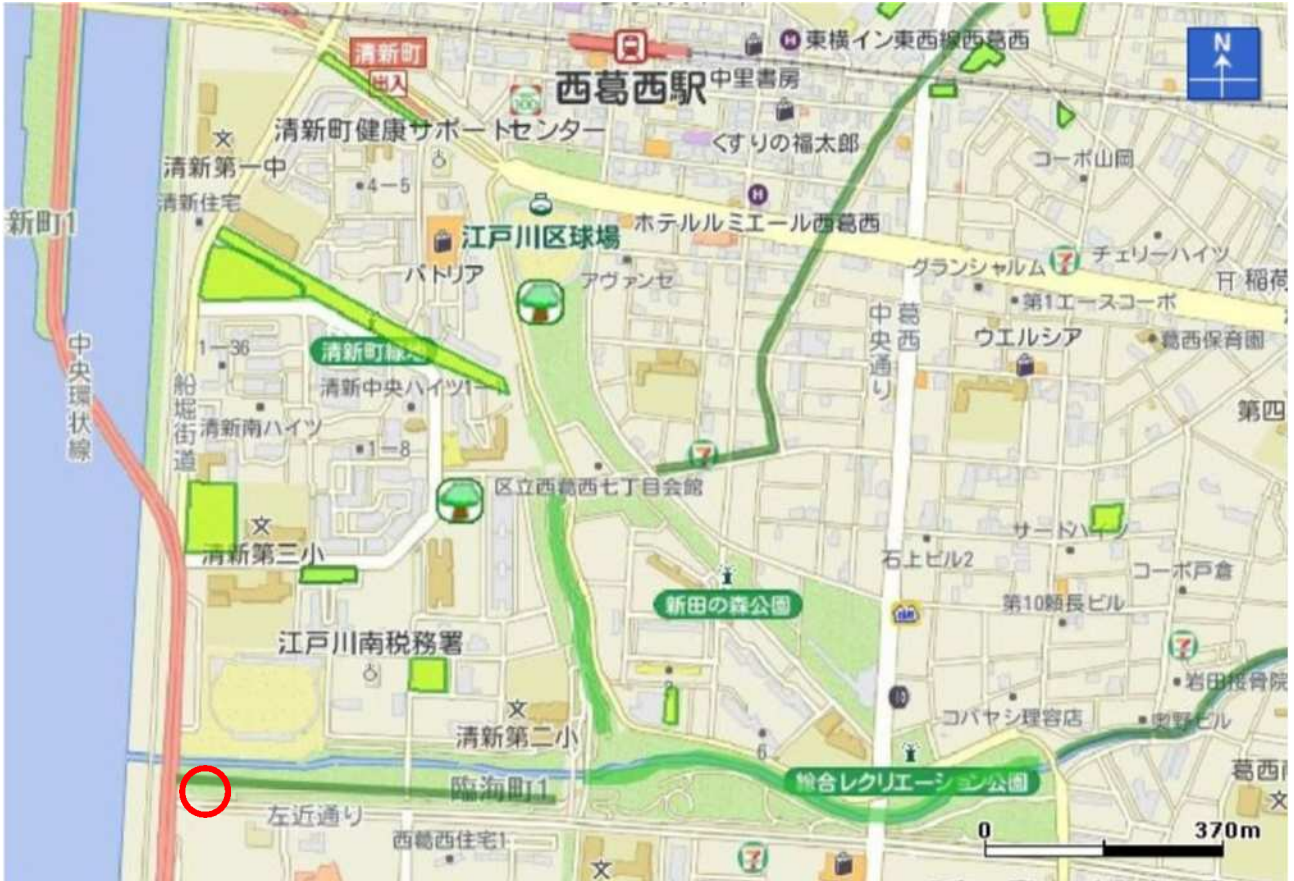 清新町
出入
西葛西駅
東横イン東西線西葛西
中里書房
N
清新町健康サポートセンター
くすりの福太郎
清新第一中
4-5
コーポ山岡
清新住宅
新町1
江戸川区球場
ホテルルミエール西葛西
パトリア
アヴァンセ
グランシャルム
チェリーハイツ
稲荷
第1エースコーポ
1-36
清新町緑地
中央環状線
船堀街道
葛西
中央通り
ウエルシア
葛西保育園
清新中央ハイツ1
清新南ハイツ
1-8
第四
区立西葛西七丁目会館
清新第三小
石上ビル2
サードハイツ
コーポ戸倉
新田の森公園
第10頼長ビル
江戸川南税務署
岩田接骨院
コバヤシ理容店
奥野ビル
清新第二小
6
総合レクリエーション公園
臨海町1
左近通り
西葛西住宅1
0
370m